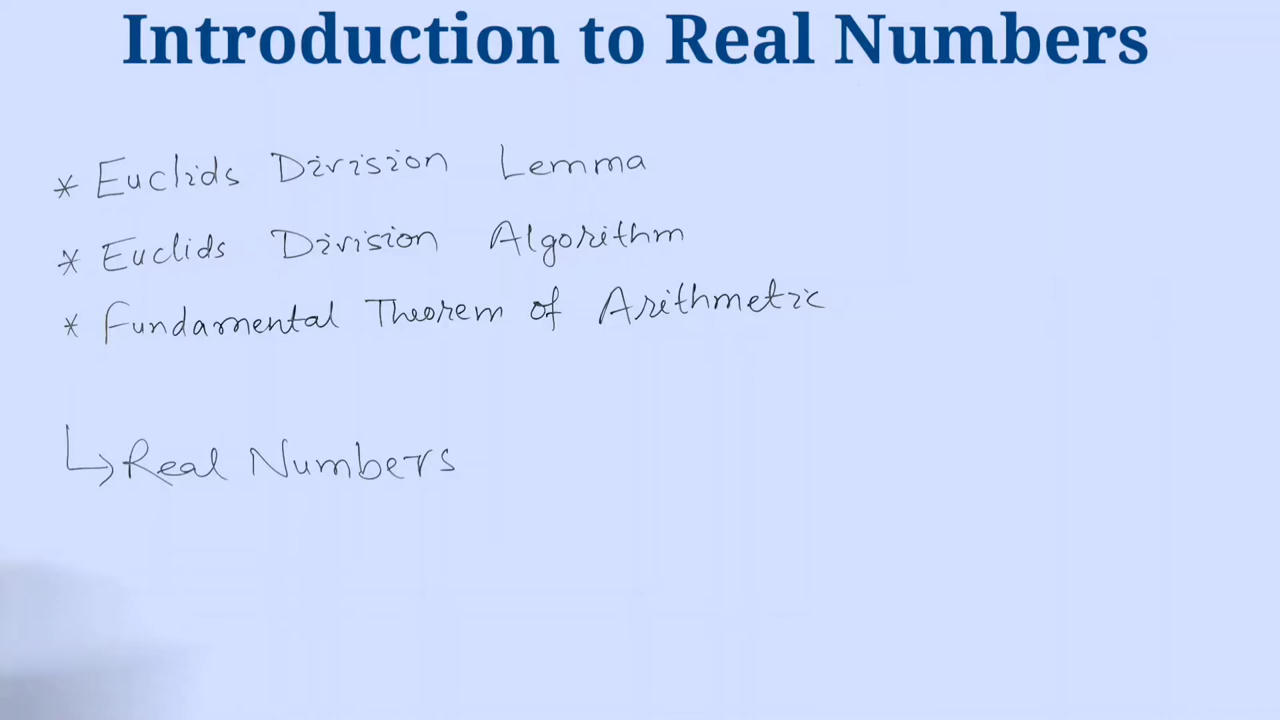 Introduction to Real Numbers
* Euclids Division Lemma
* Euclids Division Algorithm
* Fundamental Theorem of Arithmetic
↳ Real Numbers